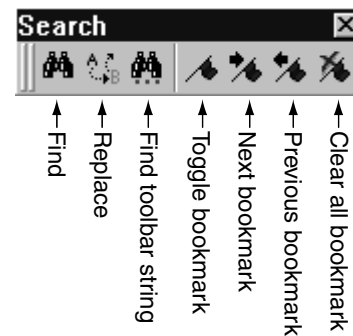 Search
A
B
Find
Replace
Find toolbar string
Toggle bookmark
Next bookmark
Previous bookmark
Clear all bookmark